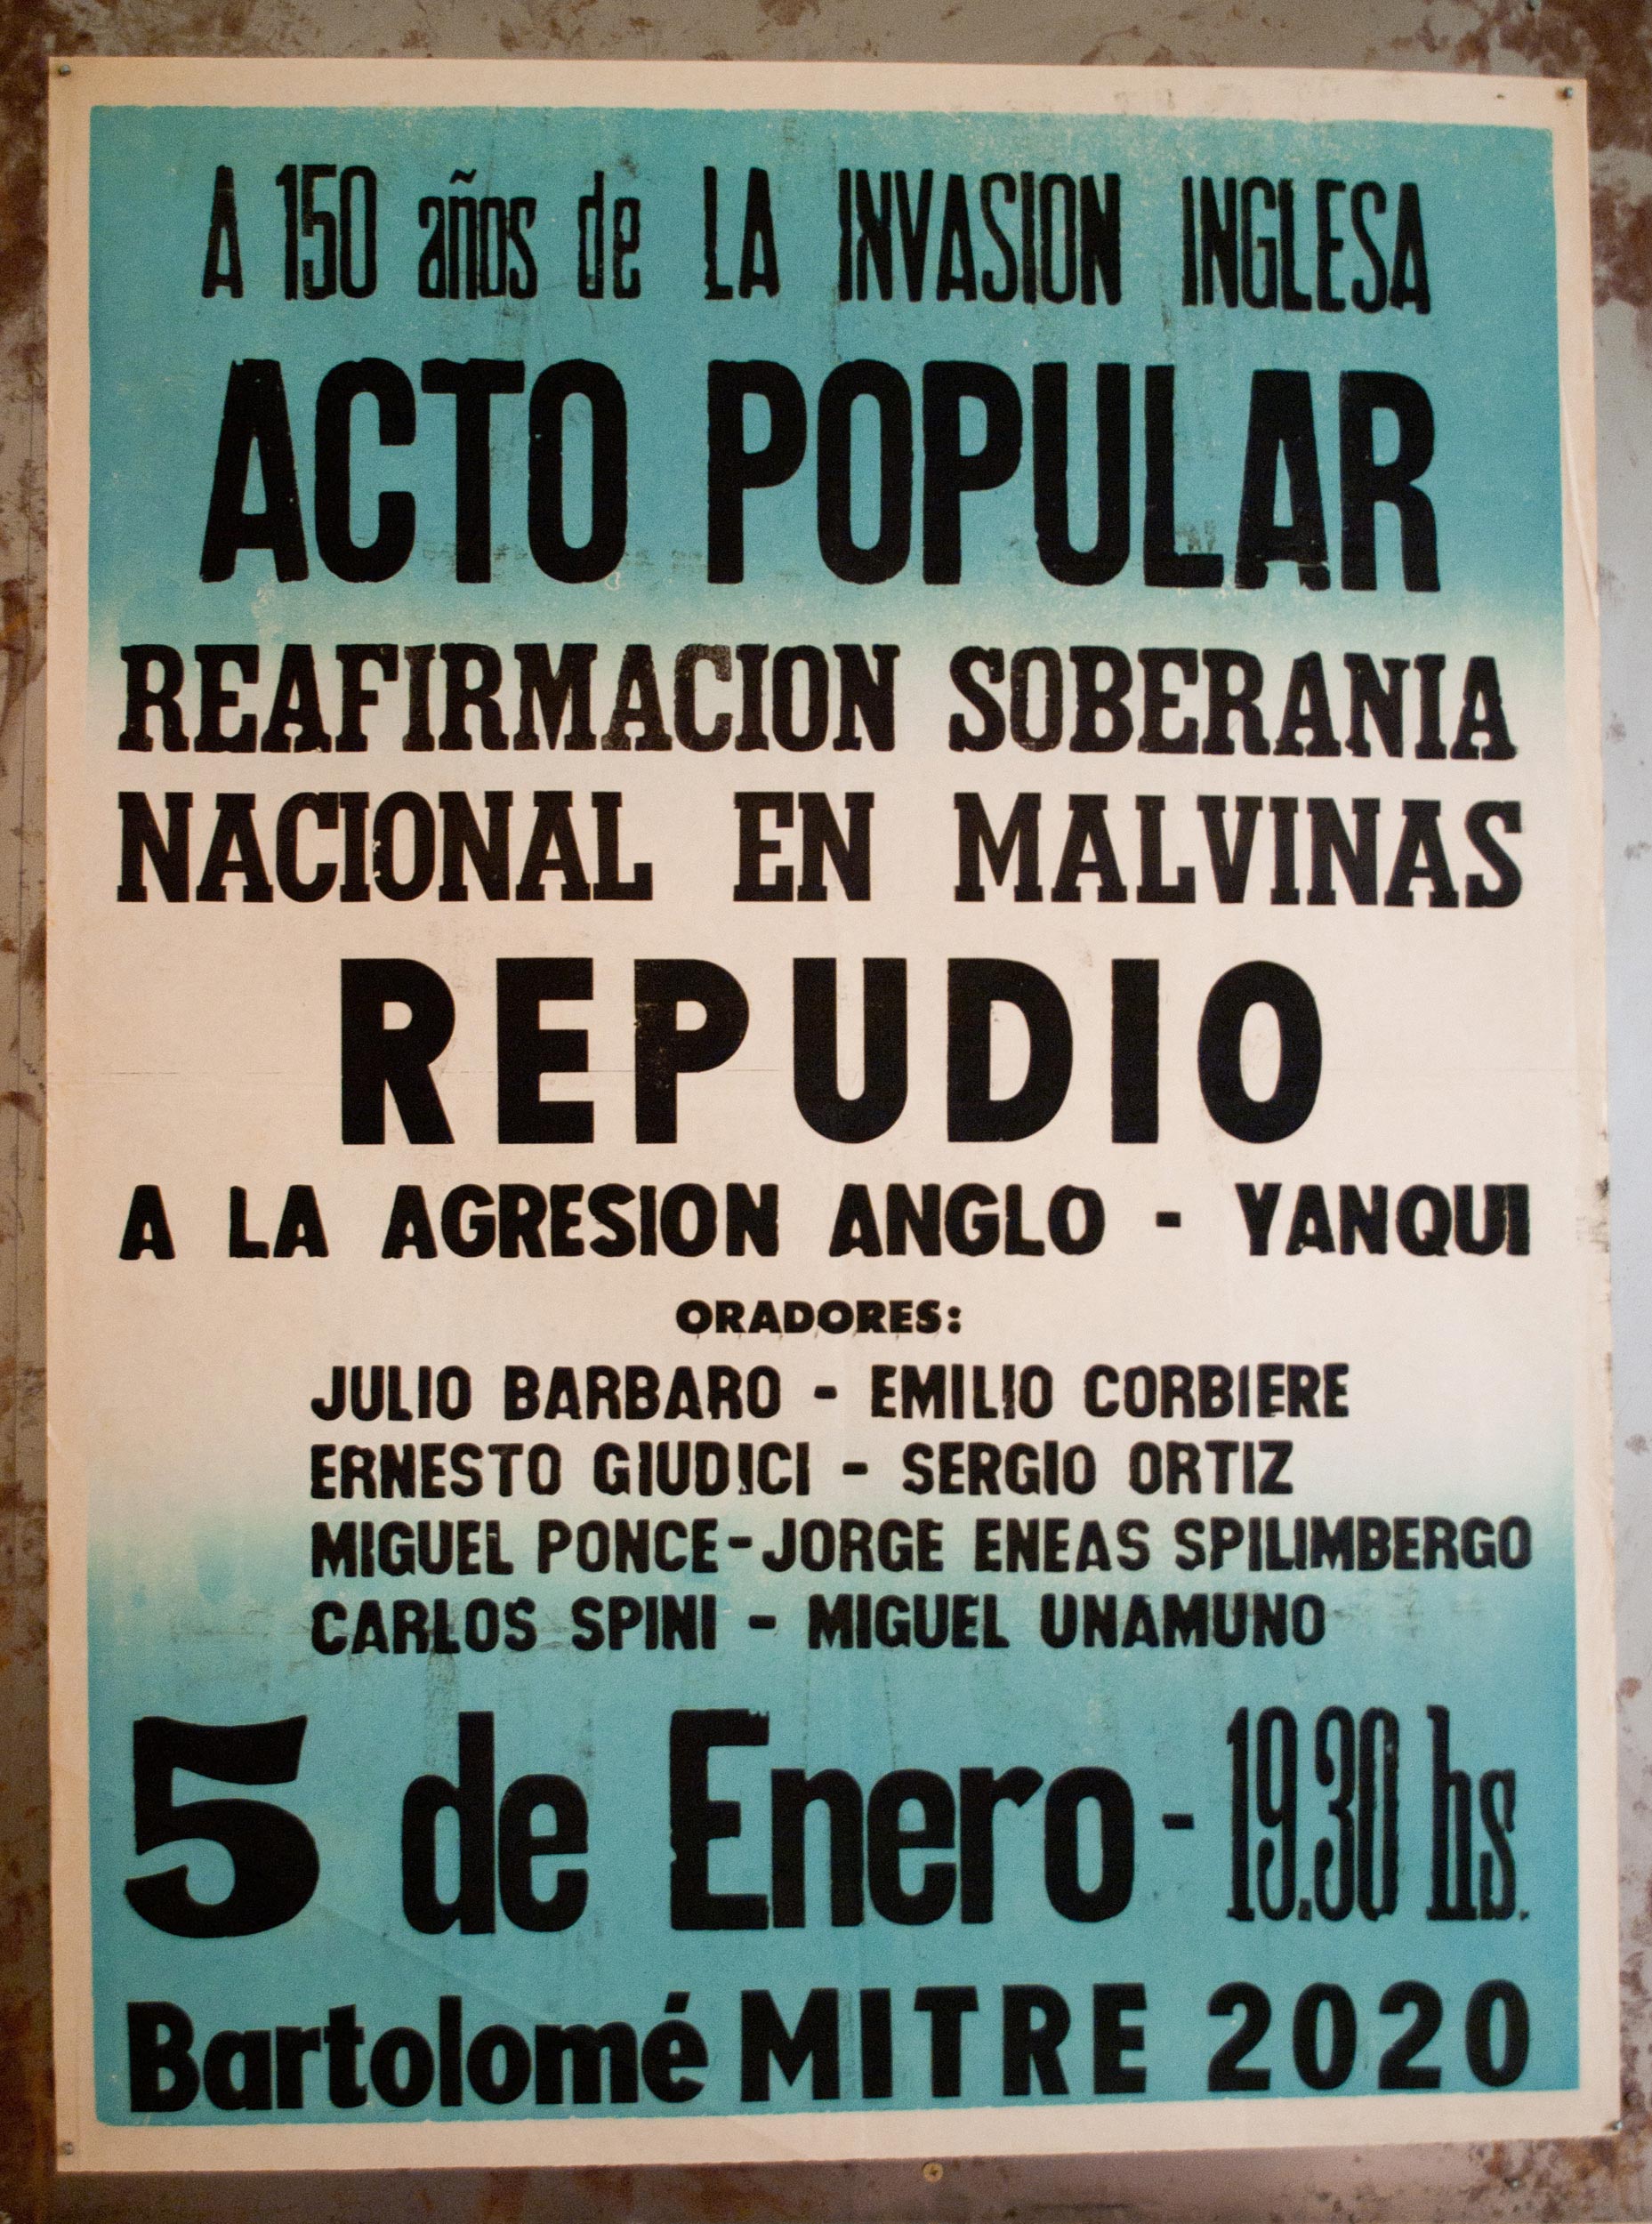 A 150 años de LA INVASION INGLESA
ACTO POPULAR
REAFIRMACION SOBERANIA
NACIONAL EN MALVINAS
REPUDIO
A LA AGRESION ANGLO - YANQUI
ORADORES:
JULIO BARBARO - EMILIO CORBIERE
ERNESTO GIUDICI - SERGIO ORTIZ
MIGUEL PONCE - JORGE ENEAS SPILIMBERGO
CARLOS SPINI - MIGUEL UNAMUNO
5 de Enero - 19.30 hs.
Bartolomé MITRE 2020